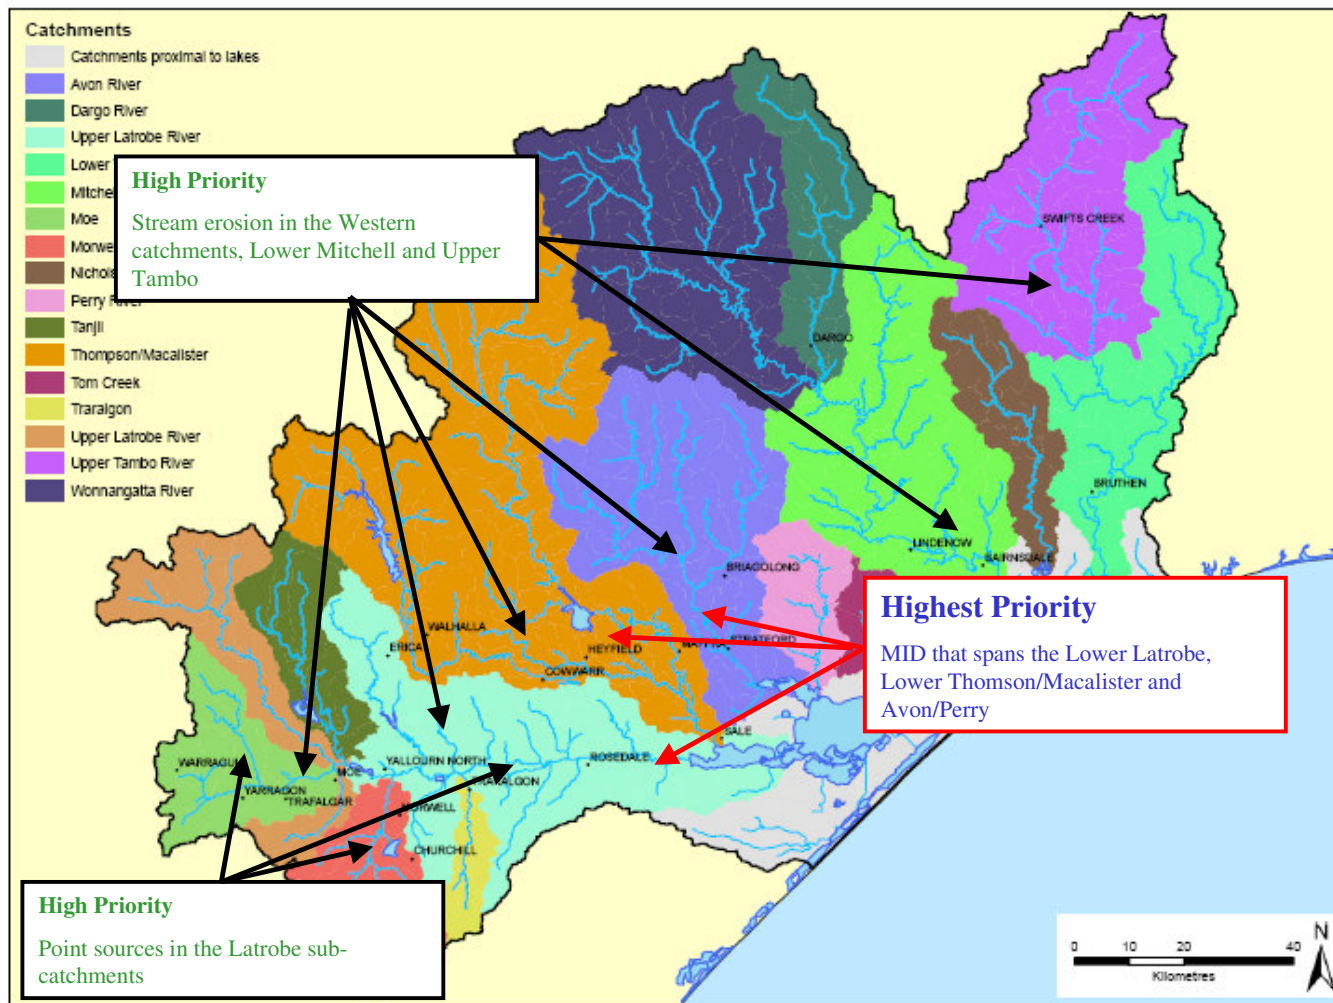 Catchments
Catchments proximal to lakes
Avon River
Dargo River
Upper Latrobe River
Lower
Mitchel
Moe
Morwe
Nichols
Perry River
Tanjil
Thompson/Macalister
Tom Creek
Traralgon
Upper Latrobe River
Upper Tambo River
Wonnangatta River
High Priority
Stream erosion in the Western
catchments, Lower Mitchell and Upper
Tambo
SWIFTS CREEK
DARGO
BRUTHEN
LINDENOW
BAIRNSDALE
BRIAGOLONG
STRATFORD
MAFFRA
HEYFIELD
COWWARR
WALHALLA
ERICA
SALE
ROSEDALE
YALLOURN NORTH
TRARALGON
MOE
WARRAGUL
YARRAGON
TRAFALGAR
MORWELL
CHURCHILL
Highest Priority
MID that spans the Lower Latrobe,
Lower Thomson/Macalister and
Avon/Perry
High Priority
Point sources in the Latrobe sub-
catchments
N
0 10 20 40
Kilometres